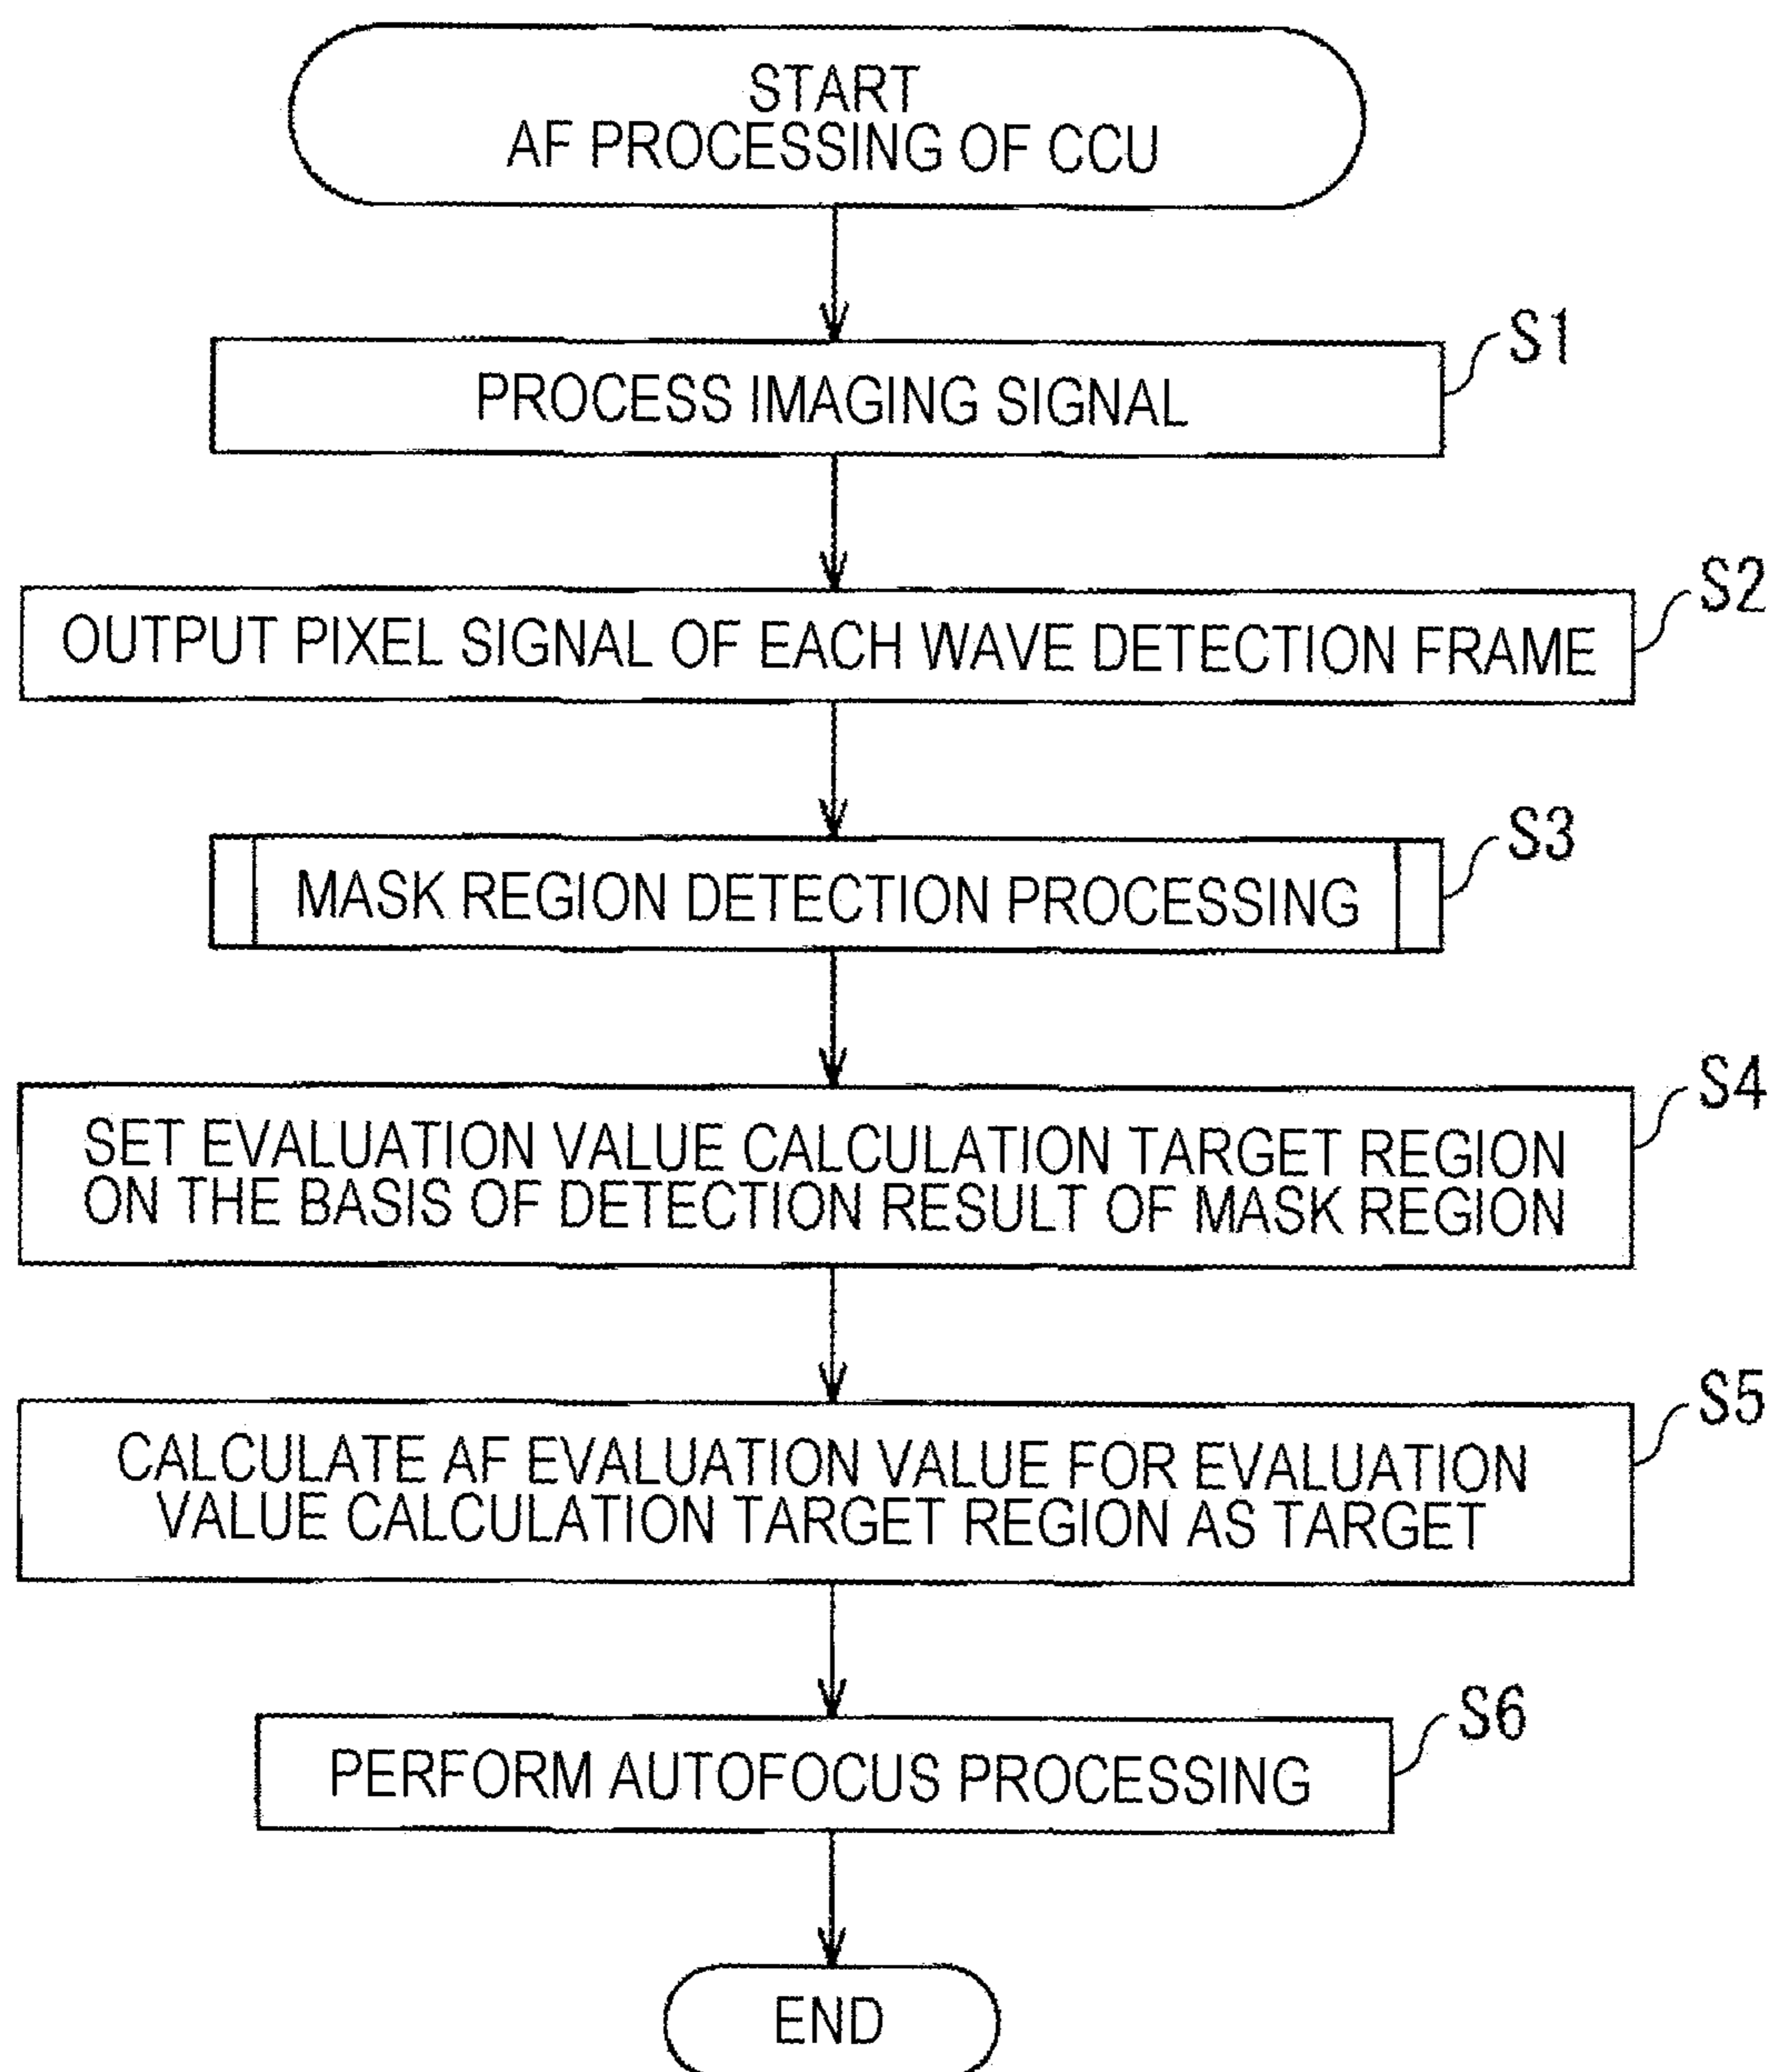 START
AF PROCESSING OF CCU
S1
PROCESS IMAGING SIGNAL
S2
OUTPUT PIXEL SIGNAL OF EACH WAVE DETECTION FRAME
S3
MASK REGION DETECTION PROCESSING
S4
SET EVALUATION VALUE CALCULATION TARGET REGION
ON THE BASIS OF DETECTION RESULT OF MASK REGION
S5
CALCULATE AF EVALUATION VALUE FOR EVALUATION
VALUE CALCULATION TARGET REGION AS TARGET
S6
PERFORM AUTOFOCUS PROCESSING
END